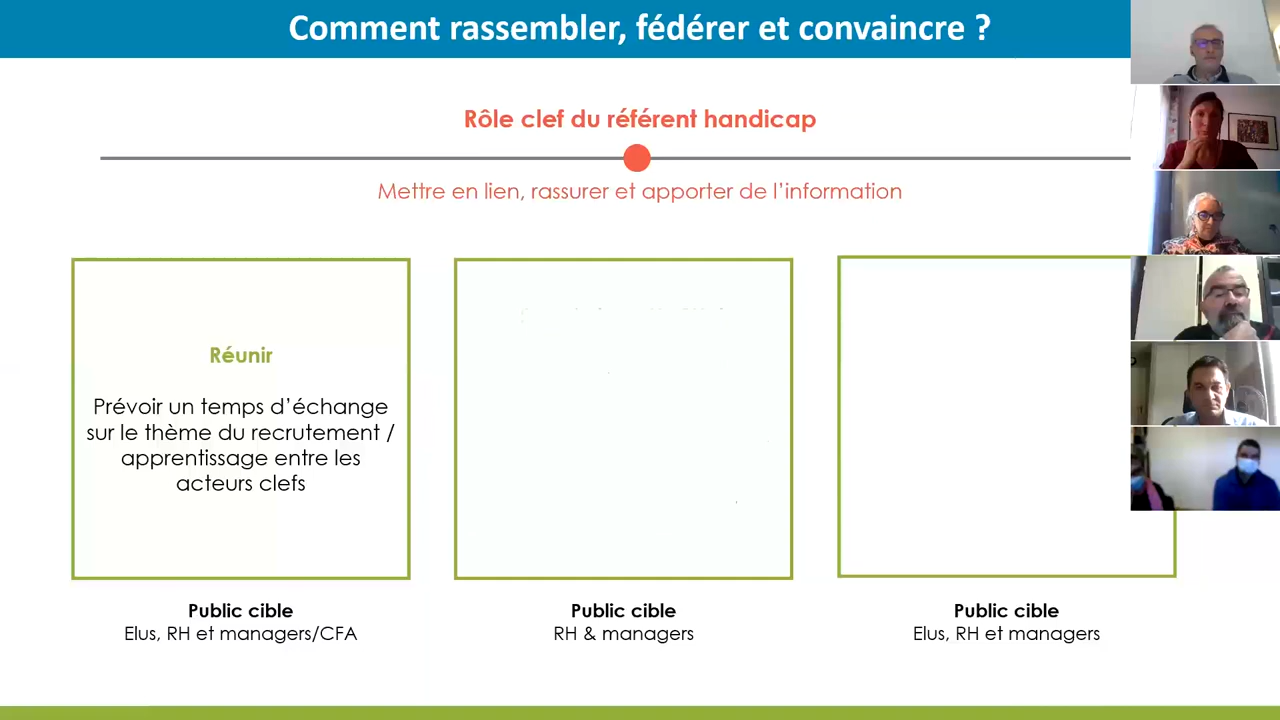 Comment rassembler, fédérer et convaincre ?
Rôle clef du référent handicap
Mettre en lien, rassurer et apporter de l’information
Réunir
Prévoir un temps d’échange
sur le thème du recrutement /
apprentissage entre les
acteurs clefs
Public cible
Elus, RH et managers/CFA
Public cible
RH & managers
Public cible
Elus, RH et managers